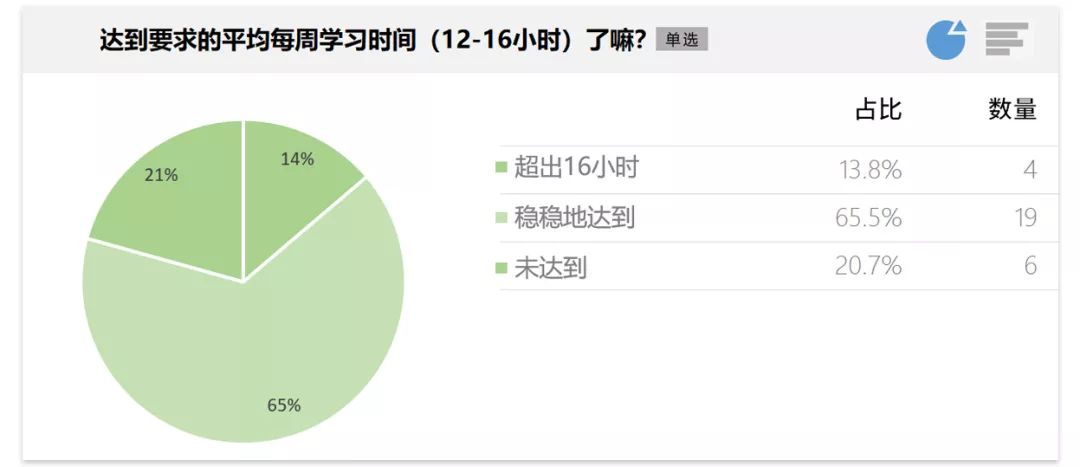 达到要求的平均每周学习时间（12-16小时）了嘛? 单选
占比 数量
超出16小时 13.8% 4
稳稳地达到 65.5% 19
未达到 20.7% 6
21%
14%
65%